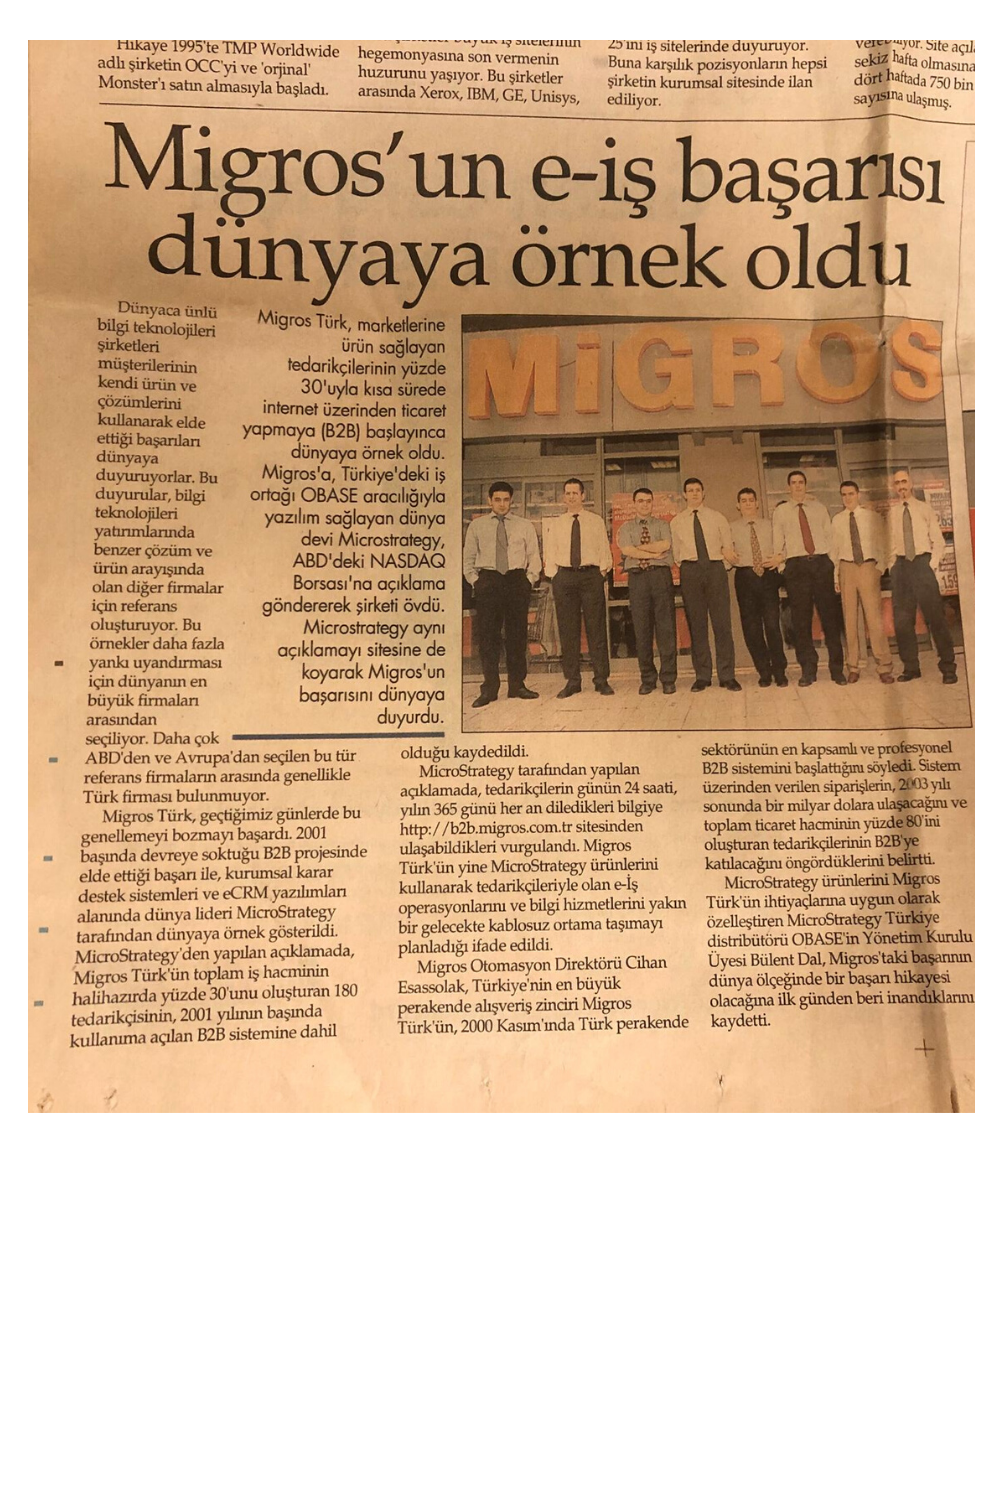 Hikaye 1995'te TMP Worldwide
adlı şirketin OCC'yi ve 'orjinal'
Monster'ı satın almasıyla başladı.
büyük iş sitelerinin
hegemonyasına son vermenin
huzurunu yaşıyor. Bu şirketler
arasında Xerox, IBM, GE, Unisys,
25'ini iş sitelerinde duyuruyor.
Buna karşılık pozisyonların hepsi
şirketin kurumsal sitesinde ilan
ediliyor.
Site açıl
sekiz hafta olmasına
dört haftada 750 bin
sayısına ulaşmış.
Migros'un e-iş başarısı
dünyaya örnek oldu
Dünyaca ünlü
bilgi teknolojileri
şirketleri
müşterilerinin
kendi ürün ve
çözümlerini
kullanarak elde
ettiği başarıları
dünyaya
duyuruyorlar. Bu
duyurular, bilgi
teknolojileri
yatırımlarında
benzer çözüm ve
ürün arayışında
olan diğer firmalar
için referans
oluşturuyor. Bu
örnekler daha fazla
yankı uyandırması
için dünyanın en
büyük firmaları
arasından
seçiliyor. Daha çok
ABD'den ve Avrupa'dan seçilen bu tür
referans firmaların arasında genellikle
Türk firması bulunmuyor.
Migros Türk, geçtiğimiz günlerde bu
genellemeyi bozmayı başardı. 2001
başında devreye soktuğu B2B projesinde
elde ettiği başarı ile, kurumsal karar
destek sistemleri ve eCRM yazılımları
alanında dünya lideri MicroStrategy
tarafından dünyaya örnek gösterildi.
MicroStrategy'den yapılan açıklamada,
Migros Türk'ün toplam iş hacminin
halihazırda yüzde 30'unu oluşturan 180
tedarikçisinin, 2001 yılının başında
kullanıma açılan B2B sistemine dahil
Migros Türk, marketlerine
ürün sağlayan
tedarikçilerinin yüzde
30'uyla kısa sürede
internet üzerinden ticaret
yapmaya (B2B) başlayınca
dünyaya örnek oldu.
Migros'a, Türkiye'deki iş
ortağı OBASE aracılığıyla
yazılım sağlayan dünya
devi Microstrategy,
ABD'deki NASDAQ
Borsası'na açıklama
göndererek şirketi övdü.
Microstrategy aynı
açıklamayı sitesine de
koyarak Migros'un
başarısını dünyaya
duyurdu.
MİGROS
olduğu kaydedildi.
MicroStrategy tarafından yapılan
açıklamada, tedarikçilerin günün 24 saati,
yılın 365 günü her an diledikleri bilgiye
http://b2b.migros.com.tr sitesinden
ulaşabildikleri vurgulandı. Migros
Türk'ün yine MicroStrategy ürünlerini
kullanarak tedarikçileriyle olan e-İş
operasyonlarını ve bilgi hizmetlerini yakın
bir gelecekte kablosuz ortama taşımayı
planladığı ifade edildi.
Migros Otomasyon Direktörü Cihan
Esassolak, Türkiye'nin en büyük
perakende alışveriş zinciri Migros
Türk'ün, 2000 Kasım'ında Türk perakende
sektörünün en kapsamlı ve profesyonel
B2B sistemini başlattığını söyledi. Sistem
üzerinden verilen siparişlerin, 2003 yılı
sonunda bir milyar dolara ulaşacağını ve
toplam ticaret hacminin yüzde 80'ini
oluşturan tedarikçilerinin B2B'ye
katılacağını öngördüklerini belirtti.
MicroStrategy ürünlerini Migros
Türk'ün ihtiyaçlarına uygun olarak
özelleştiren MicroStrategy Türkiye
distribütörü OBASE'in Yönetim Kurulu
Üyesi Bülent Dal, Migros'taki başarının
dünya ölçeğinde bir başarı hikayesi
olacağına ilk günden beri inandıklarını
kaydetti.